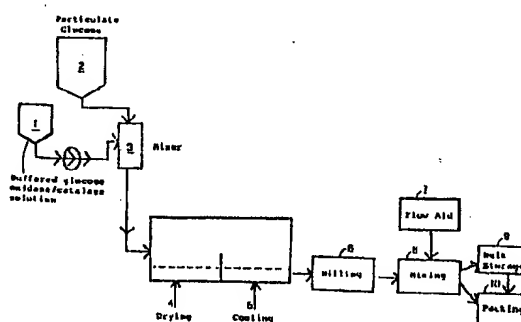 Particulate
Glucose
2
1
3
Mixer
Buffered glucose
oxidase/catalase
solution
7
Flow Aid
6
Milling
8
Mixing
9
Bulk
Storage
10
Packing
4
Drying
5
Cooling